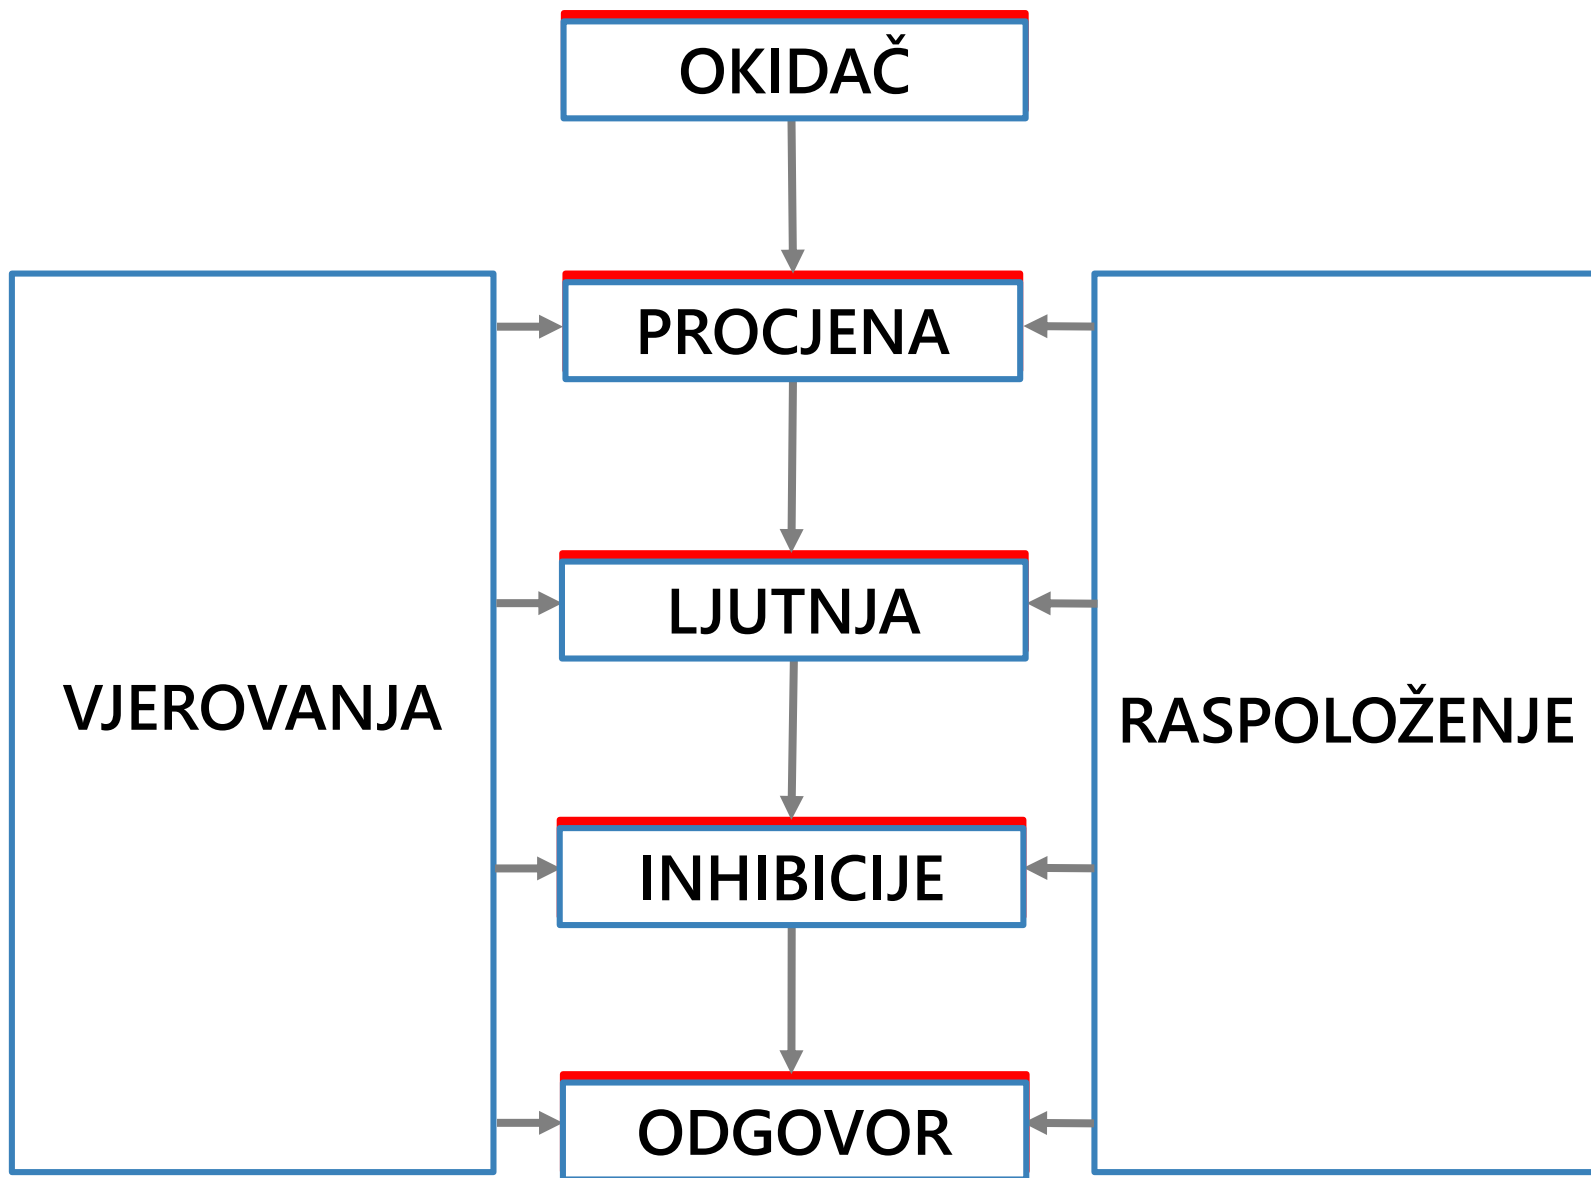 OKIDAČ
PROCJENA
LJUTNJA
VJEROVANJA
RASPOLOŽENJE
INHIBICIJE
ODGOVOR